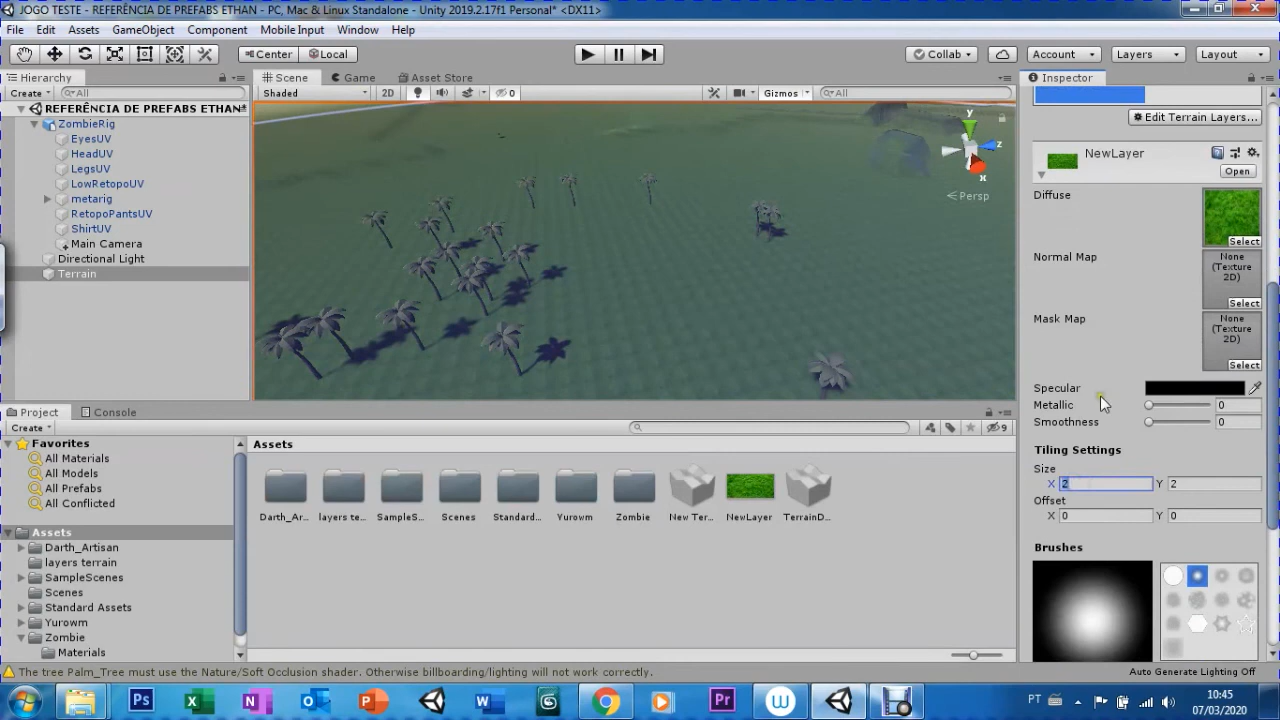 JOGO TESTE - REFERÊNCIA DE PREFABS ETHAN - PC, Mac & Linux Standalone - Unity 2019.2.17f1 Personal* <DX11>
File Edit Assets GameObject Component Mobile Input Window Help
Center Local Collab Account Layers Layout
Hierarchy Scene Game Asset Store Inspector
Create All Shaded 2D 0 Gizmos All
REFERÊNCIA DE PREFABS ETHAN*
ZombieRig
EyesUV
HeadUV
LegsUV
LowRetopoUV
metarig
RetopoPantsUV
ShirtUV
Main Camera
Directional Light
Terrain
y
z
x
Persp
Edit Terrain Layers...
NewLayer
Open
Diffuse
Select
Normal Map
None
(Texture
2D)
Select
Mask Map
None
(Texture
2D)
Select
Specular
Metallic 0
Smoothness 0
Tiling Settings
Size
X 2 Y 2
Offset
X 0 Y 0
Brushes
Project Console
Create 9
Favorites
All Materials
All Models
All Prefabs
All Conflicted
Assets
Darth_Artisan
layers terrain
SampleScenes
Scenes
Standard Assets
Yurowm
Zombie
Materials
Assets
Darth_Ar... layers te... SampleS... Scenes Standard... Yurowm Zombie New Ter... NewLayer TerrainD...
The tree Palm_Tree must use the Nature/Soft Occlusion shader. Otherwise billboarding/lighting will not work correctly.
Auto Generate Lighting Off
Ps X N O P W S W Pr
PT
10:45
07/03/2020